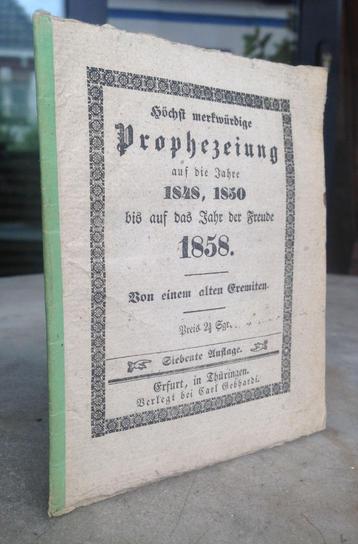 Höchst merkwürdige
Prophezeiung
auf die Jahre
1848, 1850
bis auf das Jahr der Freude
1858.
Von einem alten Eremiten.
Preis 2½ Sgr.
Siebente Auflage.
Erfurt, in Thüringen.
Verlegt bei Carl Gebhardi.